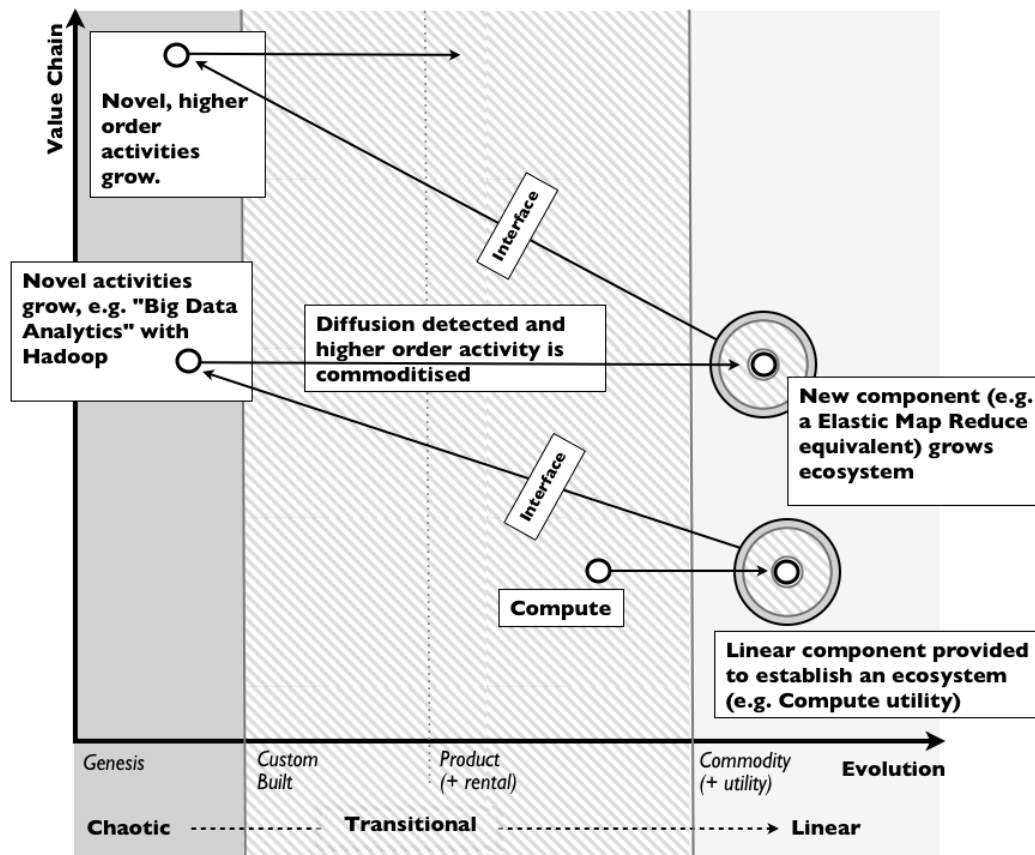 Value Chain
Novel, higher
order
activities
grow.
Interface
Novel activities
grow, e.g. "Big Data
Analytics" with
Hadoop
Diffusion detected and
higher order activity is
commoditised
New component (e.g.
a Elastic Map Reduce
equivalent) grows
ecosystem
Interface
Compute
Linear component provided
to establish an ecosystem
(e.g. Compute utility)
Genesis
Custom
Built
Product
(+ rental)
Commodity
(+ utility)
Evolution
Chaotic
Transitional
Linear